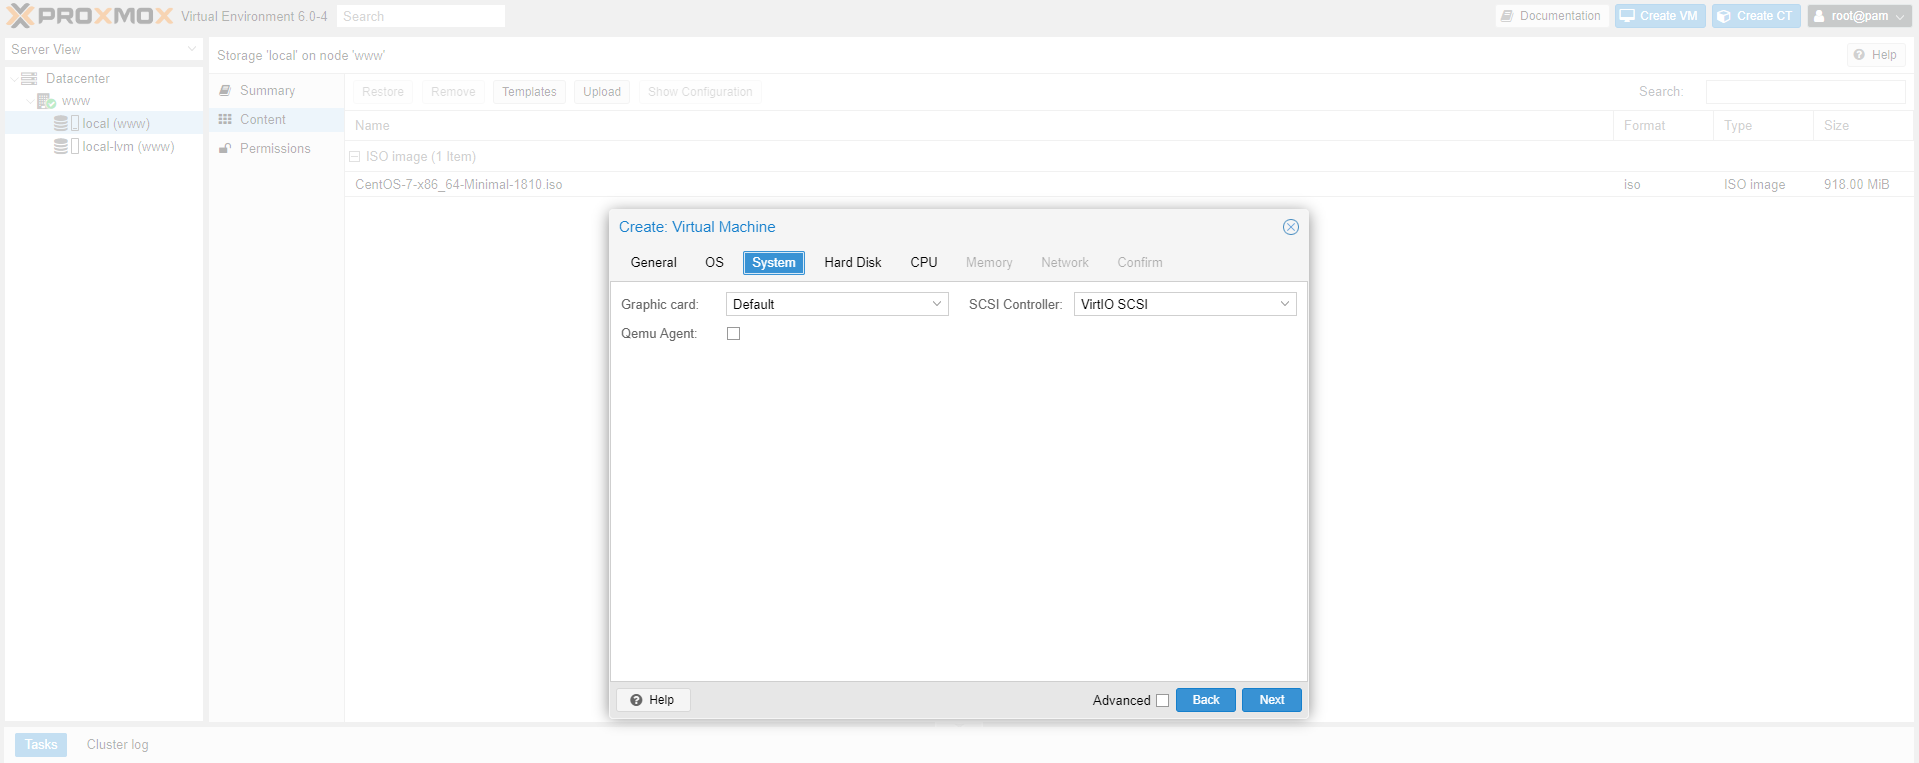 PROXMOX Virtual Environment 6.0-4 Search Documentation Create VM Create CT root@pam
Server View
Storage 'local' on node 'www' Help
Datacenter
www
local (www)
local-lvm (www)
Summary
Content
Permissions
Restore Remove Templates Upload Show Configuration Search:
Name Format Type Size
ISO image (1 Item)
CentOS-7-x86_64-Minimal-1810.iso iso ISO image 918.00 MiB
Create: Virtual Machine
General OS System Hard Disk CPU Memory Network Confirm
Graphic card: Default SCSI Controller: VirtIO SCSI
Qemu Agent:
Help Advanced Back Next
Tasks Cluster log